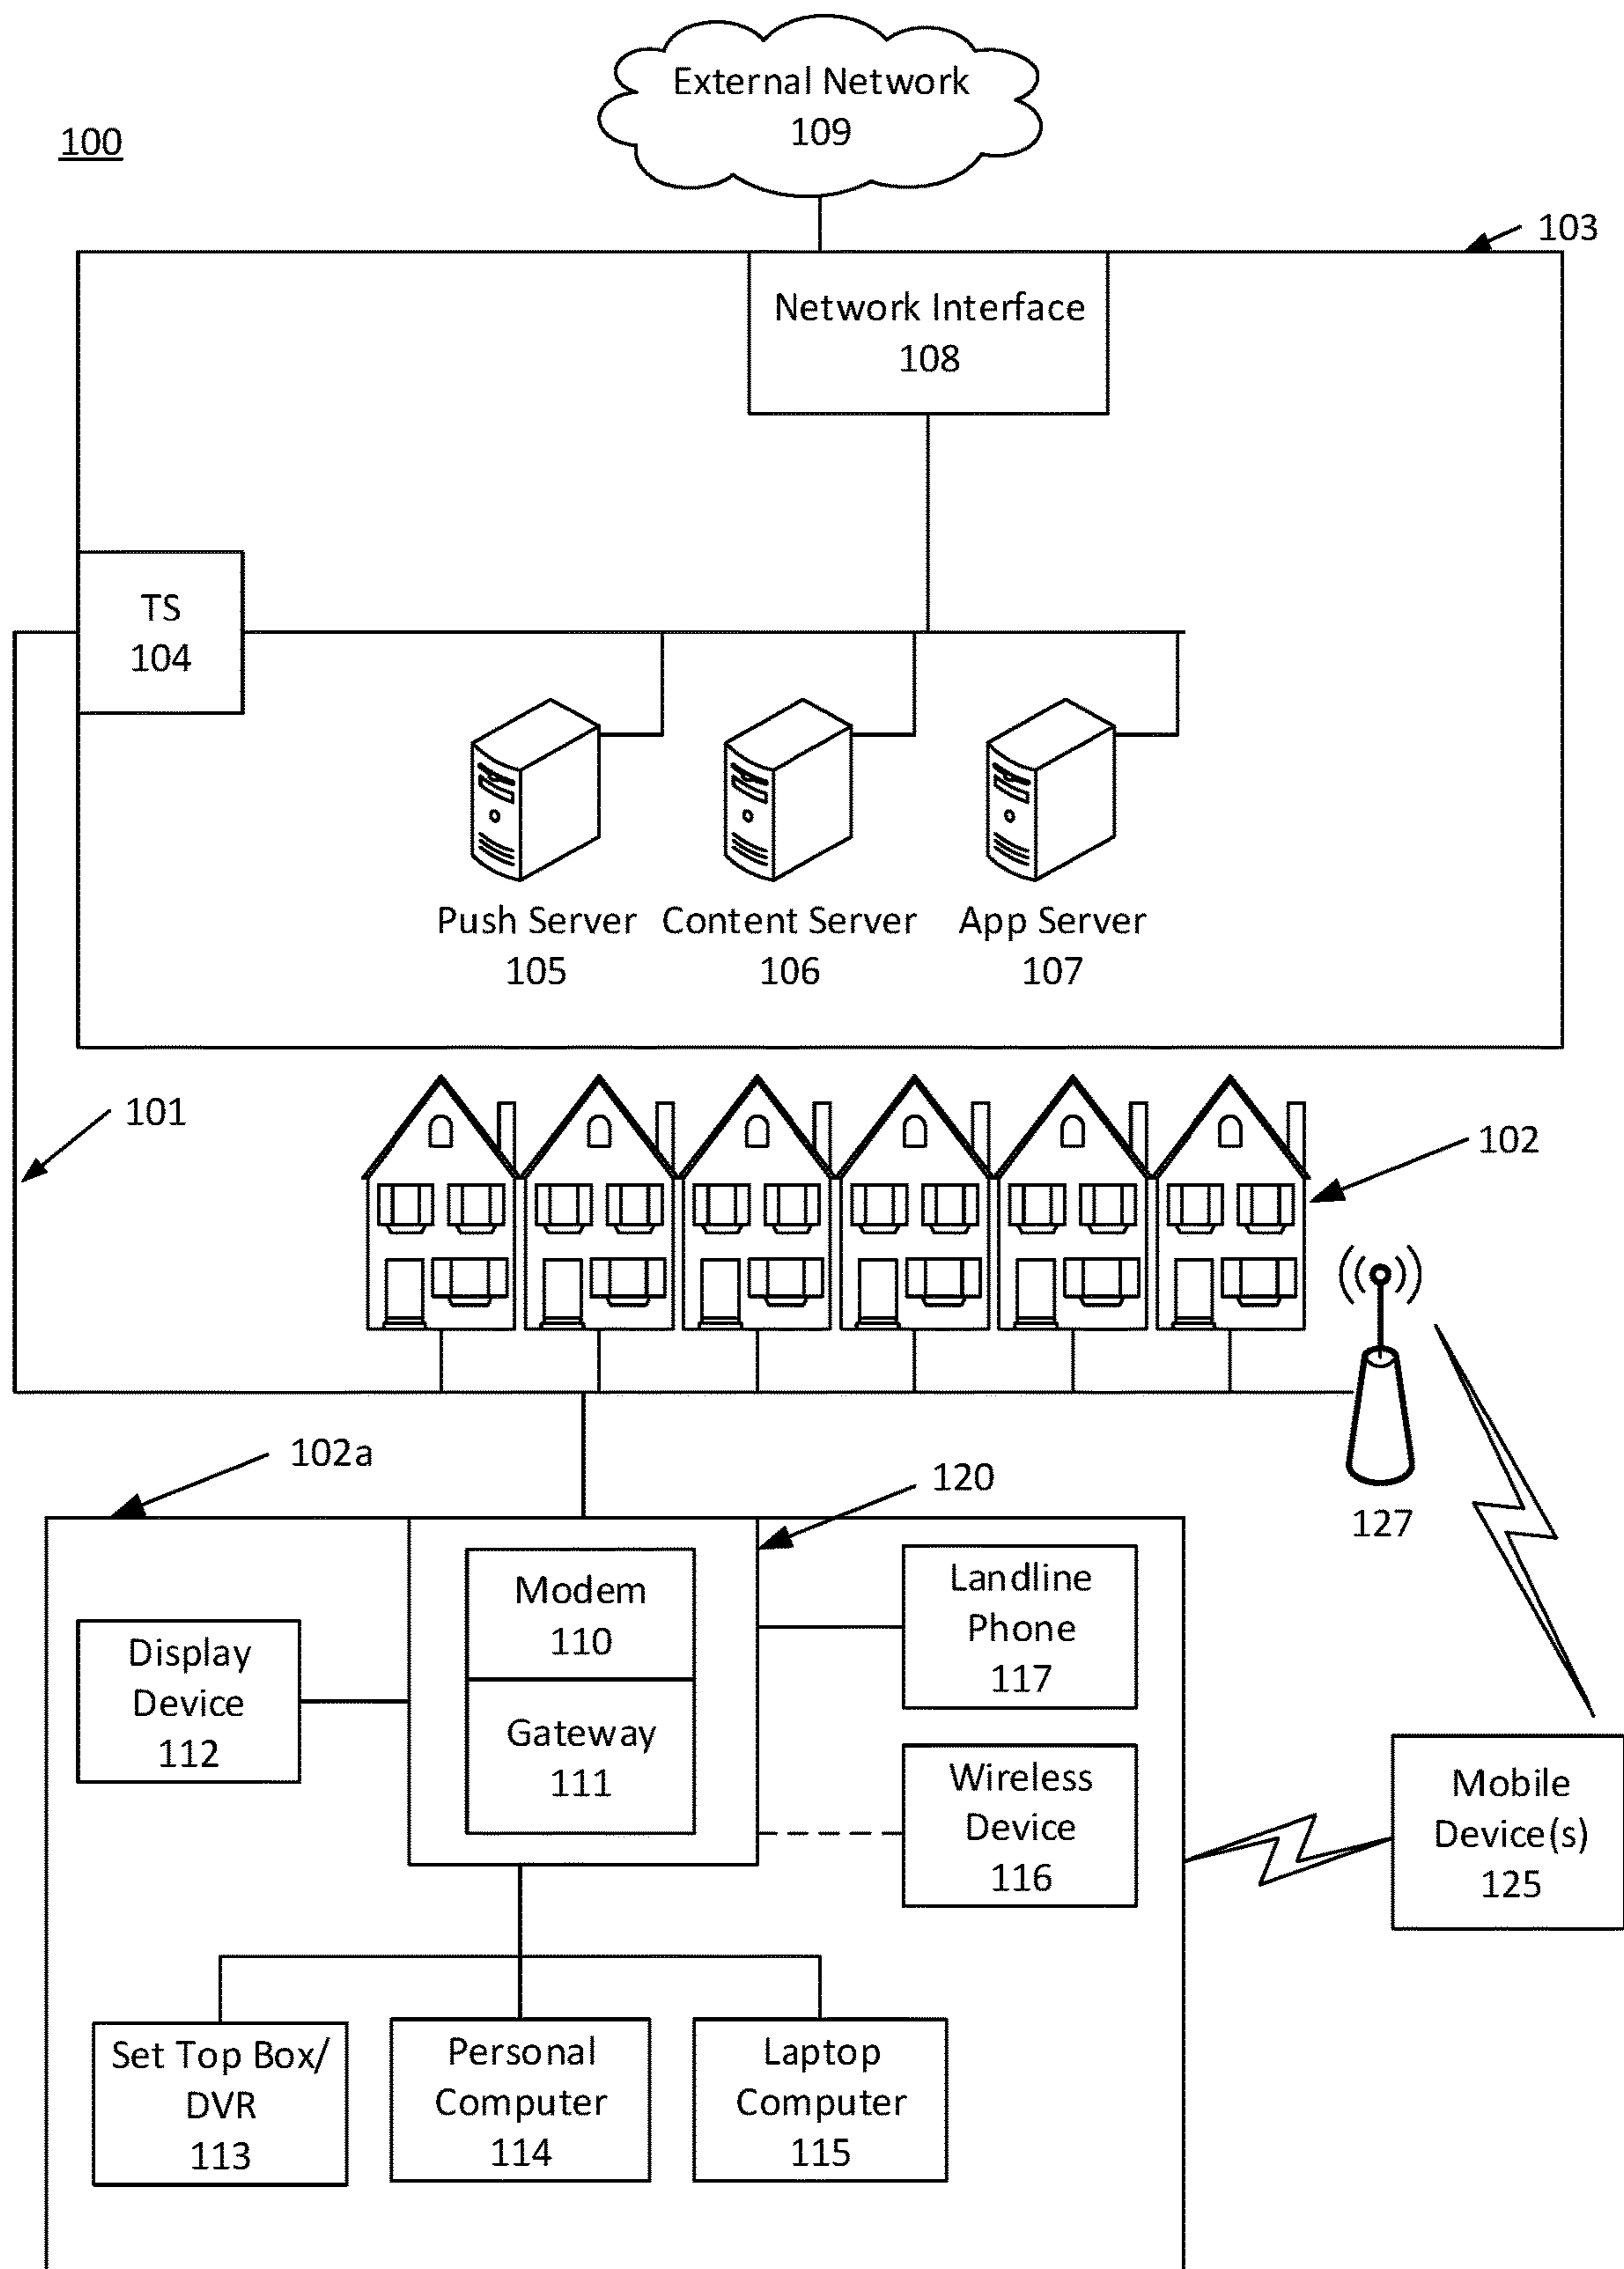 External Network
109
100
103
Network Interface
108
TS
104
Push Server
105
Content Server
106
App Server
107
101
102
127
102a
120
Modem
110
Gateway
111
Display
Device
112
Landline
Phone
117
Wireless
Device
116
Mobile
Device(s)
125
Set Top Box/
DVR
113
Personal
Computer
114
Laptop
Computer
115